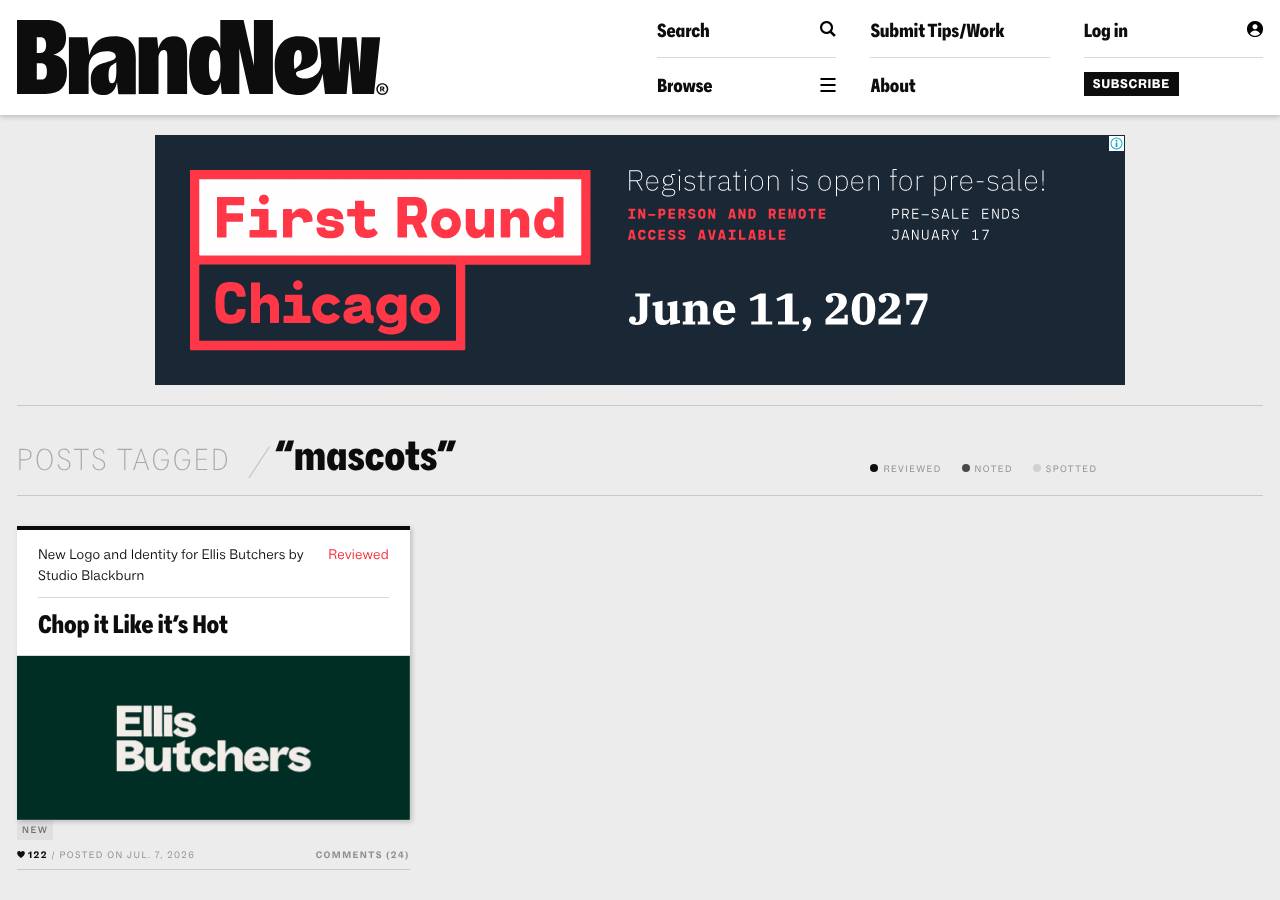 BrandNew®
Search
Submit Tips/Work
Log in
Browse
About
SUBSCRIBE
First Round
Chicago
Registration is open for pre-sale!
IN–PERSON AND REMOTE
ACCESS AVAILABLE
PRE–SALE ENDS
JANUARY 17
June 11, 2027
POSTS TAGGED / “mascots”
REVIEWED
NOTED
SPOTTED
New Logo and Identity for Ellis Butchers by
Studio Blackburn
Reviewed
Chop it Like it’s Hot
Ellis
Butchers
NEW
122 / POSTED ON JUL. 7, 2026
COMMENTS (24)